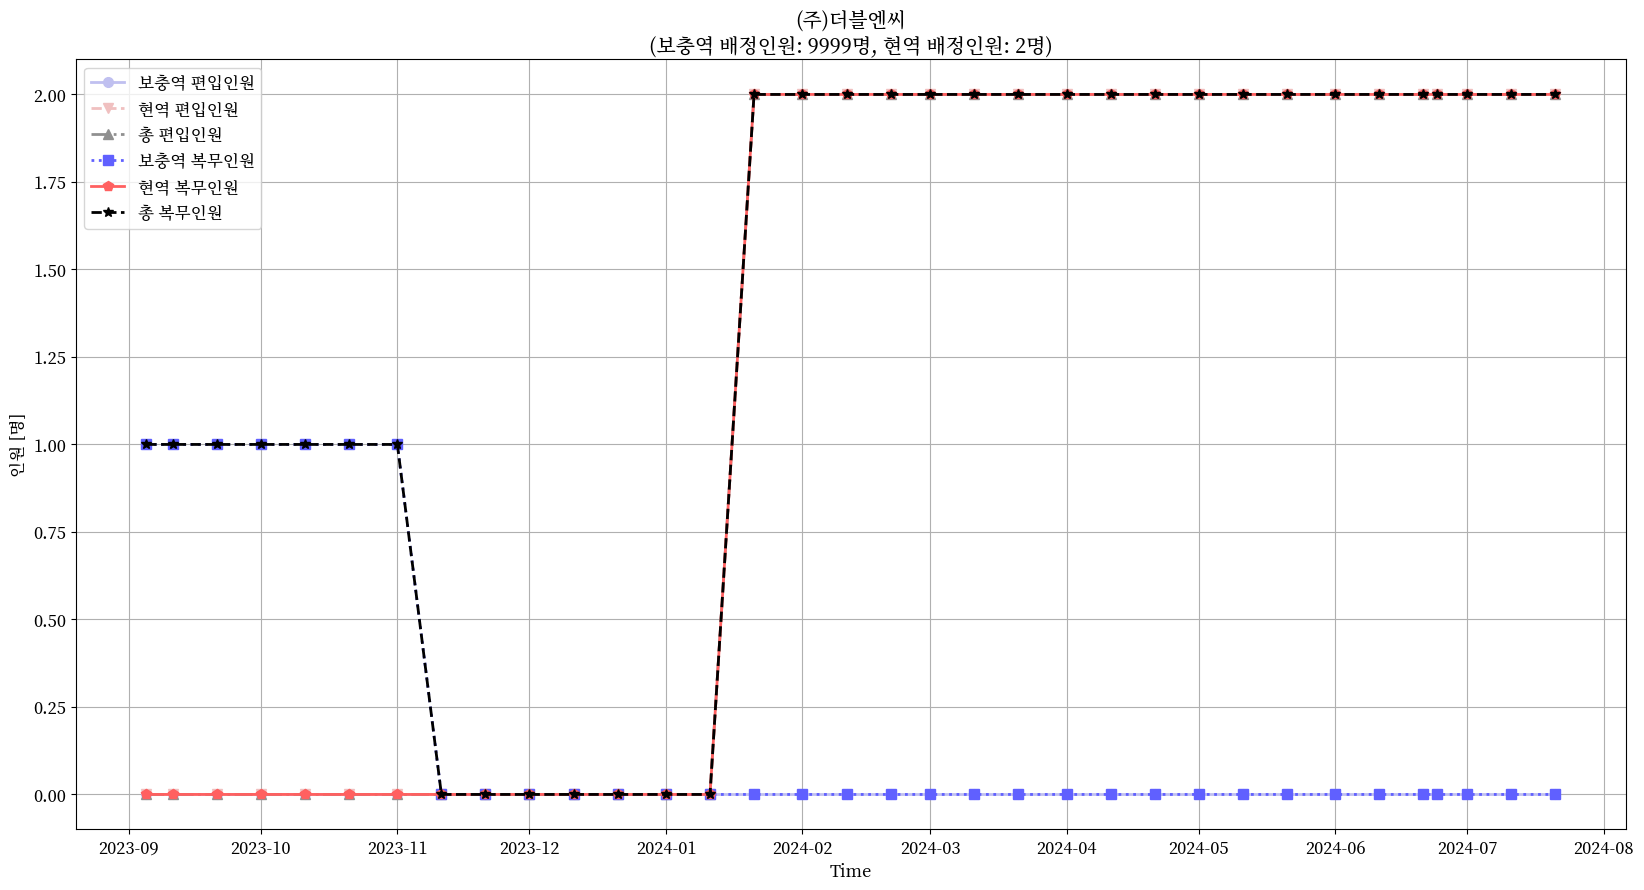 (주)더블엔씨
(보충역 배정인원: 9999명, 현역 배정인원: 2명)
보충역 편입인원
현역 편입인원
총 편입인원
보충역 복무인원
현역 복무인원
총 복무인원
인원 [명]
2.00
1.75
1.50
1.25
1.00
0.75
0.50
0.25
0.00
2023-09 2023-10 2023-11 2023-12 2024-01 2024-02 2024-03 2024-04 2024-05 2024-06 2024-07 2024-08
Time